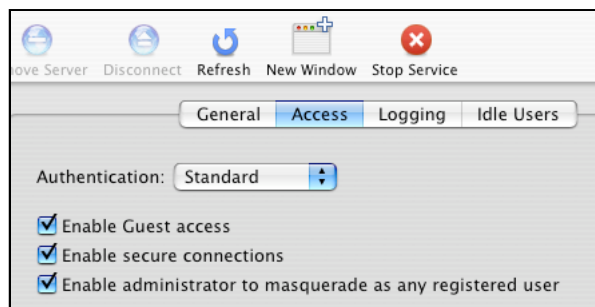 ove Server Disconnect Refresh New Window Stop Service
General Access Logging Idle Users
Authentication: Standard
Enable Guest access
Enable secure connections
Enable administrator to masquerade as any registered user